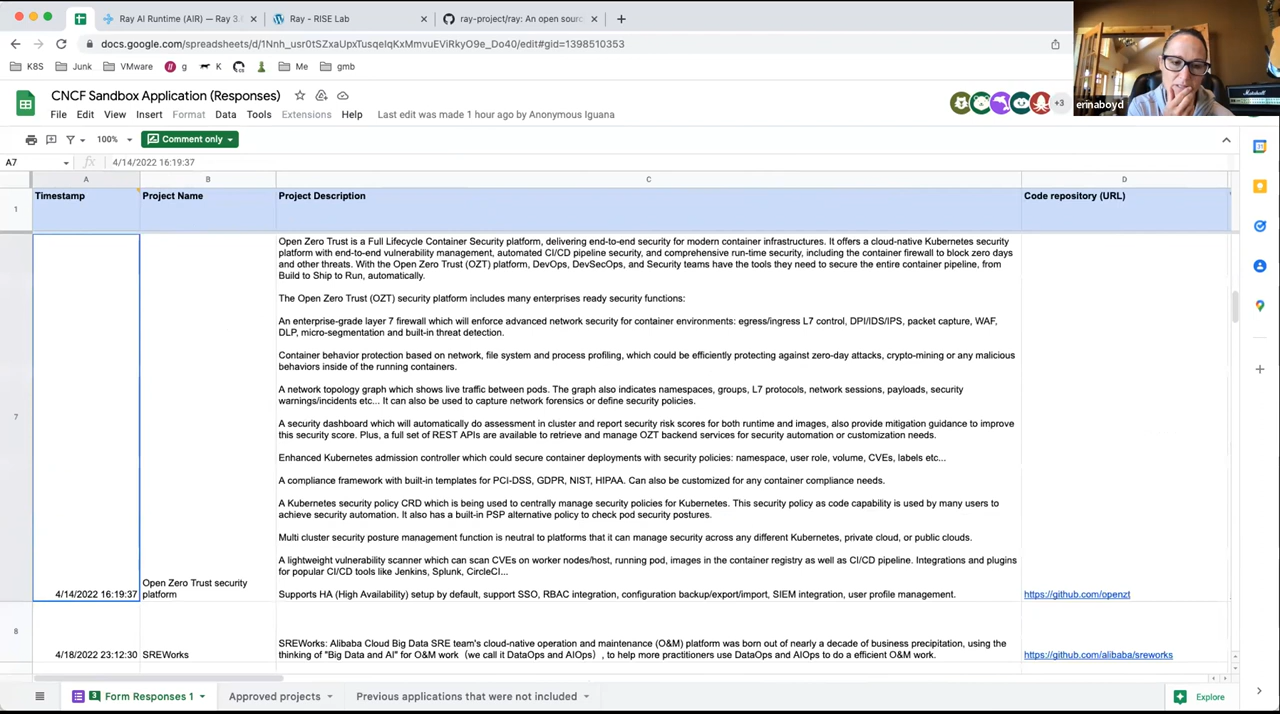 Ray AI Runtime (AIR) — Ray 3.
Ray - RISE Lab
ray-project/ray: An open sourc
docs.google.com/spreadsheets/d/1Nnh_usr0tSZxaUpxTusqeIqKxMmvuEViRkyO9e_Do40/edit#gid=1398510353
K8S
Junk
VMware
g
K
Me
gmb
CNCF Sandbox Application (Responses)
File Edit View Insert Format Data Tools Extensions Help Last edit was made 1 hour ago by Anonymous Iguana
+3
erinaboyd
Marshall
100%
Comment only
A7
fx
4/14/2022 16:19:37
A
B
C
D
1
Timestamp
Project Name
Project Description
Code repository (URL)
Open Zero Trust is a Full Lifecycle Container Security platform, delivering end-to-end security for modern container infrastructures. It offers a cloud-native Kubernetes security
platform with end-to-end vulnerability management, automated CI/CD pipeline security, and comprehensive run-time security, including the container firewall to block zero days
and other threats. With the Open Zero Trust (OZT) platform, DevOps, DevSecOps, and Security teams have the tools they need to secure the entire container pipeline, from
Build to Ship to Run, automatically.
The Open Zero Trust (OZT) security platform includes many enterprises ready security functions:
An enterprise-grade layer 7 firewall which will enforce advanced network security for container environments: egress/ingress L7 control, DPI/IDS/IPS, packet capture, WAF,
DLP, micro-segmentation and built-in threat detection.
Container behavior protection based on network, file system and process profiling, which could be efficiently protecting against zero-day attacks, crypto-mining or any malicious
behaviors inside of the running containers.
A network topology graph which shows live traffic between pods. The graph also indicates namespaces, groups, L7 protocols, network sessions, payloads, security
warnings/incidents etc... It can also be used to capture network forensics or define security policies.
7
A security dashboard which will automatically do assessment in cluster and report security risk scores for both runtime and images, also provide mitigation guidance to improve
this security score. Plus, a full set of REST APIs are available to retrieve and manage OZT backend services for security automation or customization needs.
Enhanced Kubernetes admission controller which could secure container deployments with security policies: namespace, user role, volume, CVEs, labels etc...
A compliance framework with built-in templates for PCI-DSS, GDPR, NIST, HIPAA. Can also be customized for any container compliance needs.
A Kubernetes security policy CRD which is being used to centrally manage security policies for Kubernetes. This security policy as code capability is used by many users to
achieve security automation. It also has a built-in PSP alternative policy to check pod security postures.
Multi cluster security posture management function is neutral to platforms that it can manage security across any different Kubernetes, private cloud, or public clouds.
A lightweight vulnerability scanner which can scan CVEs on worker nodes/host, running pod, images in the container registry as well as CI/CD pipeline. Integrations and plugins
for popular CI/CD tools like Jenkins, Splunk, CircleCI...
4/14/2022 16:19:37
Open Zero Trust security
platform
Supports HA (High Availability) setup by default, support SSO, RBAC integration, configuration backup/export/import, SIEM integration, user profile management.
https://github.com/openzt
8
4/18/2022 23:12:30
SREWorks
SREWorks: Alibaba Cloud Big Data SRE team's cloud-native operation and maintenance (O&M) platform was born out of nearly a decade of business precipitation, using the
thinking of "Big Data and AI" for O&M work（we call it DataOps and AIOps）, to help more practitioners use DataOps and AIOps to do a efficient O&M work.
https://github.com/alibaba/sreworks
3 Form Responses 1
Approved projects
Previous applications that were not included
Explore